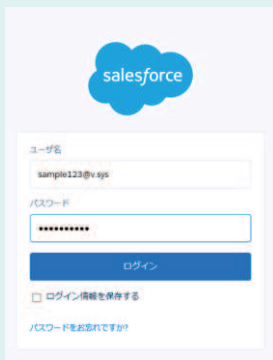 salesforce
ユーザ名
sample123@v.sys
パスワード
••••••••••
ログイン
ログイン情報を保存する
パスワードをお忘れですか?